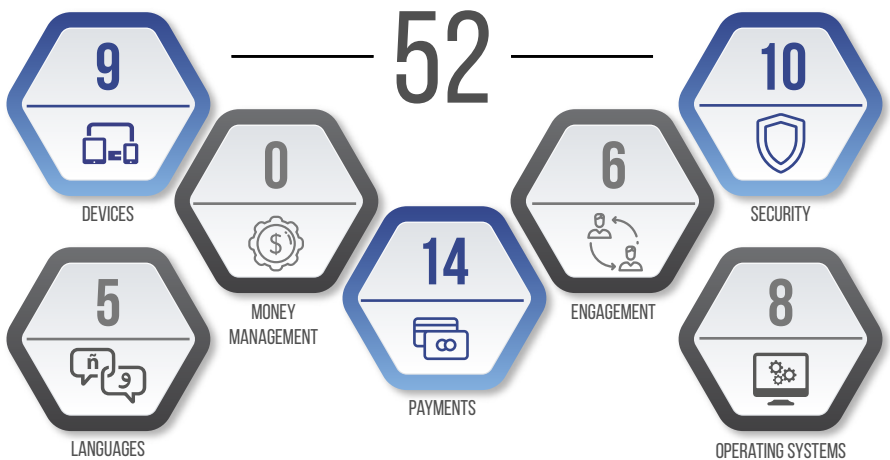 52
9
DEVICES
0
MONEY
MANAGEMENT
14
PAYMENTS
6
ENGAGEMENT
10
SECURITY
5
ñ
و
LANGUAGES
8
OPERATING SYSTEMS
$